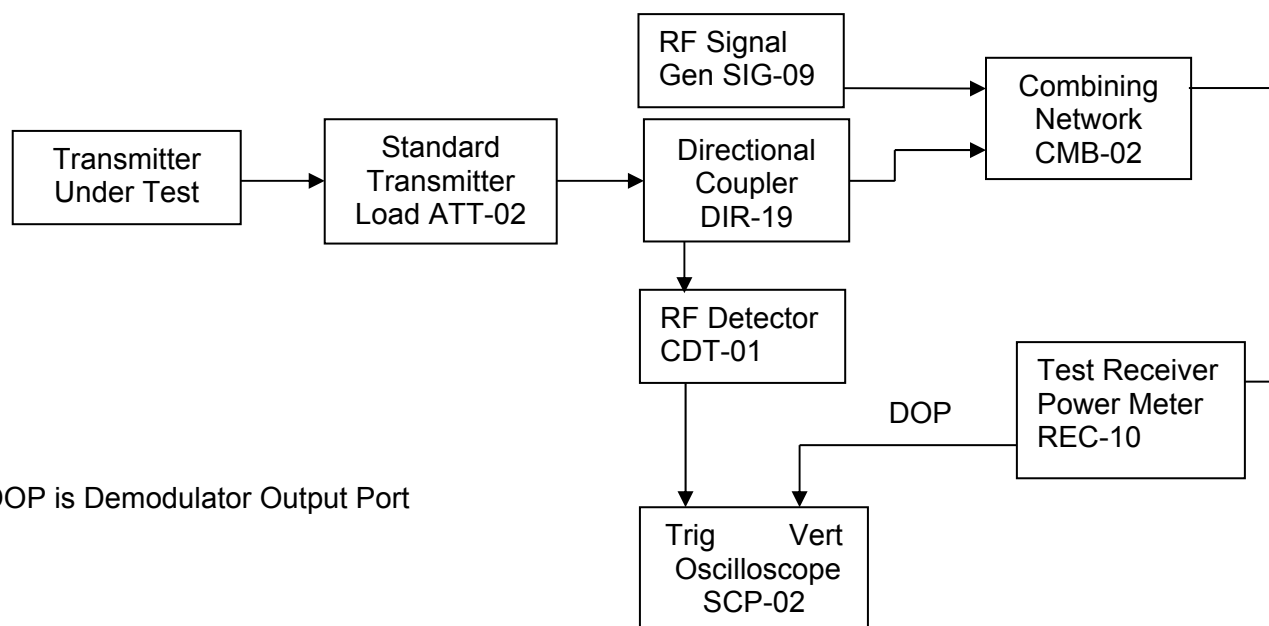 RF Signal
Gen SIG-09
Combining
Network
CMB-02
Transmitter
Under Test
Standard
Transmitter
Load ATT-02
Directional
Coupler
DIR-19
RF Detector
CDT-01
Test Receiver
Power Meter
REC-10
DOP
OOP is Demodulator Output Port
Trig Vert
Oscilloscope
SCP-02